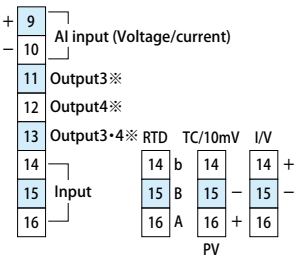 + 9
− 10
AI input (Voltage/current)
11 Output3※
12 Output4※
13 Output3・4※
14
15 Input
16
RTD TC/10mV I/V
14 b 14 14 +
15 B 15 − 15 −
16 A 16 + 16
PV